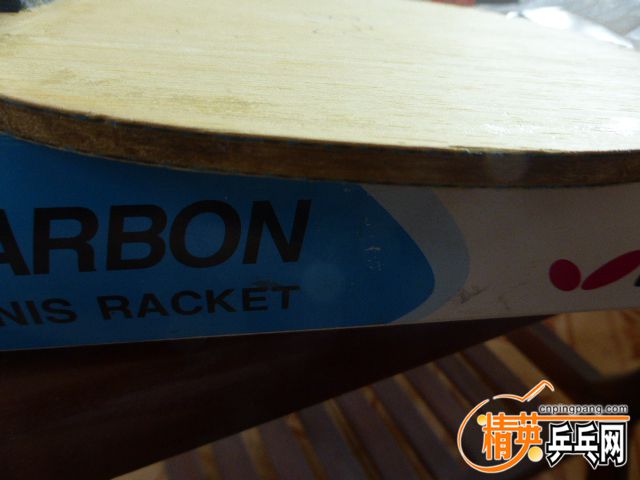 ARBON
NIS RACKET
cnpingpang.com
精英乒乓网